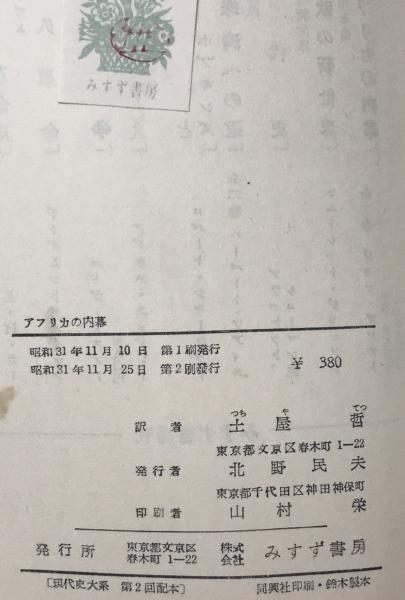 みすず書房
アフリカの内幕
昭和31年11月10日 第1刷発行
昭和31年11月25日 第2刷發行
¥ 380
つち や てつ
訳者 土屋哲
東京都文京区春木町1—22
発行者 北野民夫
東京都千代田区神田神保町
印刷者 山村栄
発行所 東京都文京区春木町1—22 株式会社 みすず書房
〔現代史大系 第2回配本〕 同興社印刷・鈴木製本